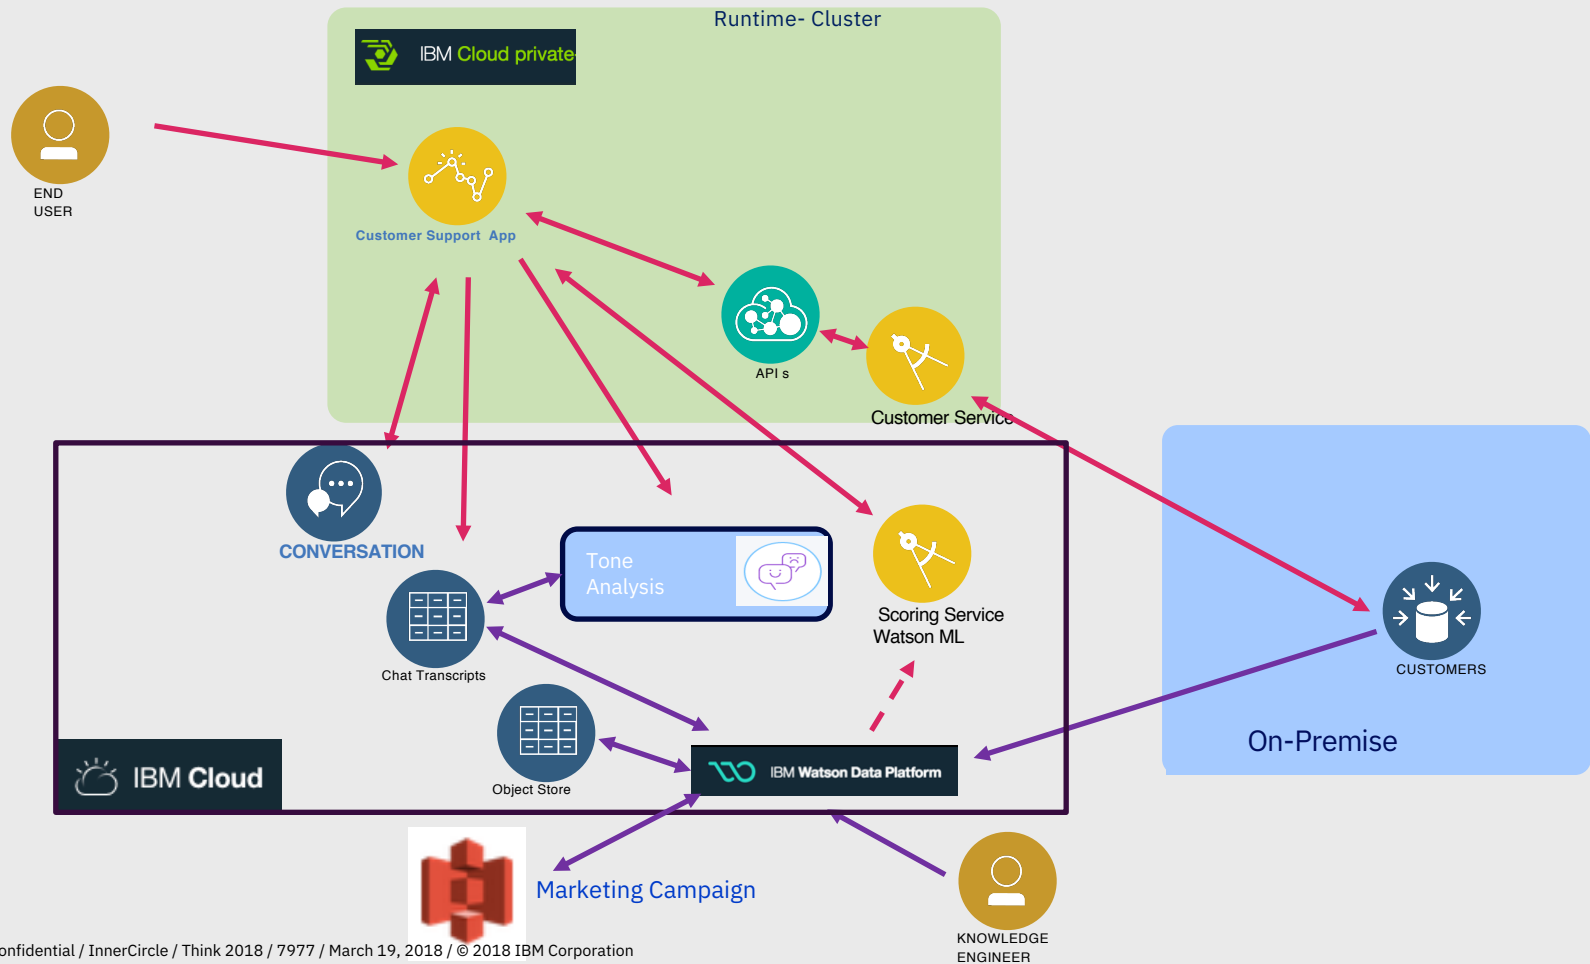 Runtime- Cluster
IBM Cloud private
END
USER
Customer Support App
API s
Customer Service
CONVERSATION
Tone
Analysis
Scoring Service
Watson ML
Chat Transcripts
CUSTOMERS
On-Premise
Object Store
IBM Watson Data Platform
IBM Cloud
Marketing Campaign
KNOWLEDGE
ENGINEER
onfidential / InnerCircle / Think 2018 / 7977 / March 19, 2018 / © 2018 IBM Corporation